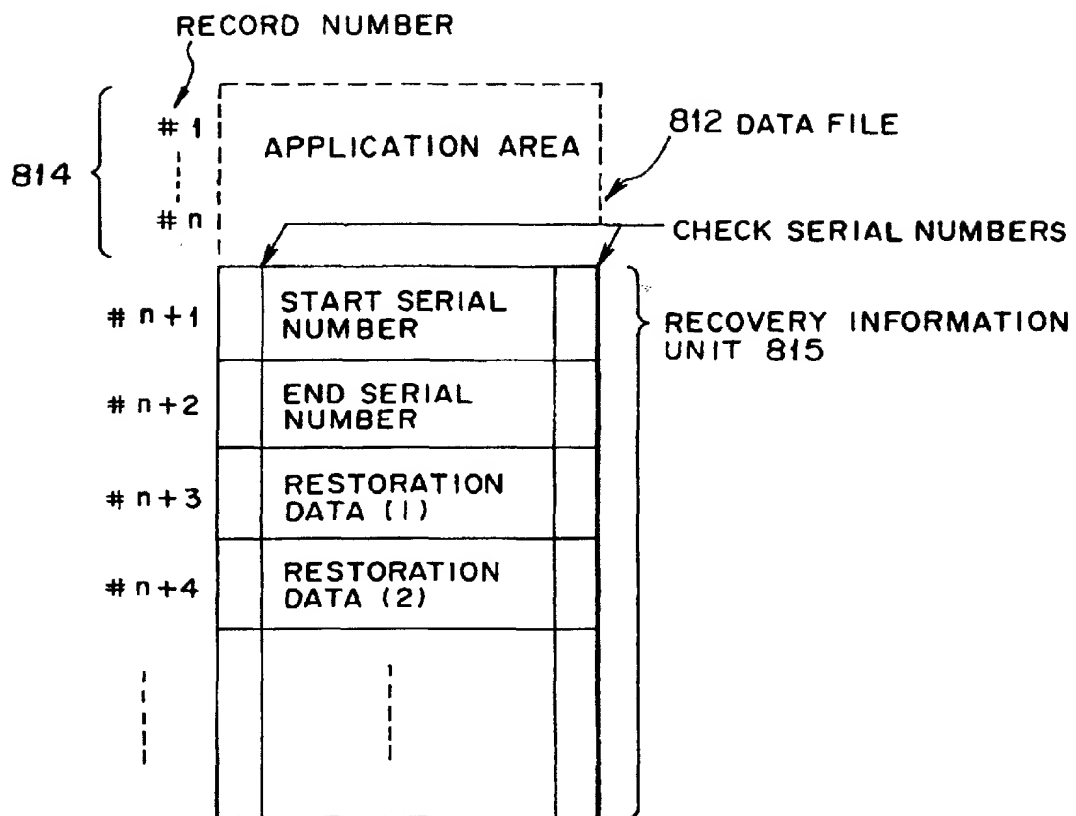 RECORD NUMBER
# 1
APPLICATION AREA
812 DATA FILE
814
# n
CHECK SERIAL NUMBERS
# n+1
START SERIAL
NUMBER
RECOVERY INFORMATION
UNIT 815
# n+2
END SERIAL
NUMBER
# n+3
RESTORATION
DATA (1)
# n+4
RESTORATION
DATA (2)